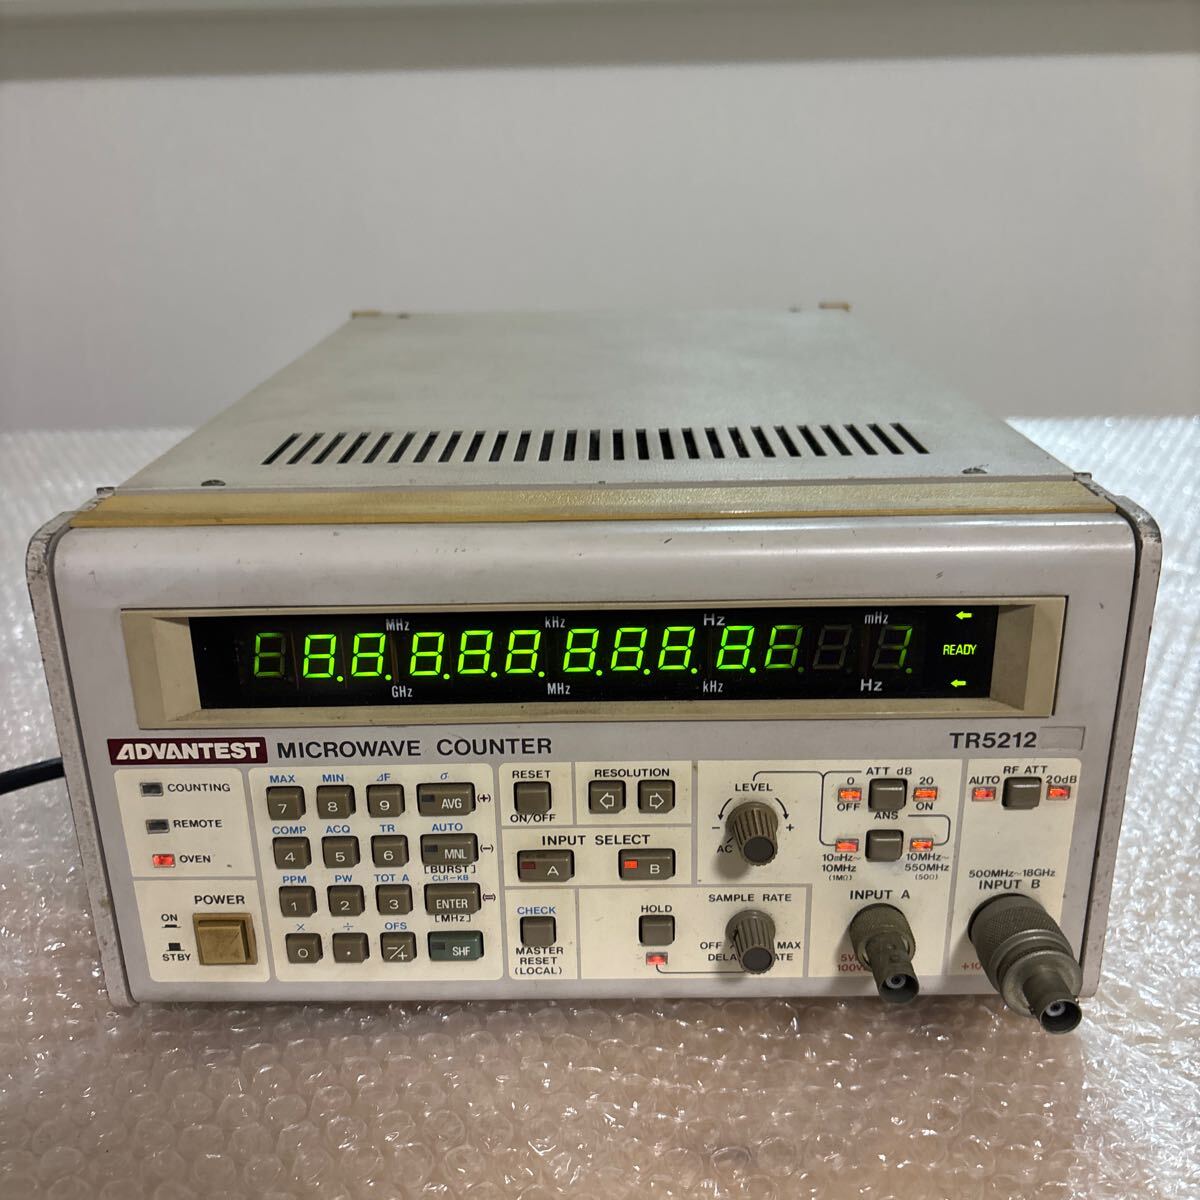 MHz kHz Hz mHz
READY
GHz MHz kHz Hz
ADVANTEST MICROWAVE COUNTER TR5212
COUNTING
REMOTE
OVEN
POWER
ON
STBY
MAX MIN ΔF σ
7 8 9 AVG (+)
COMP ACQ TR AUTO
4 5 6 MNL (−)
[BURST]
PPM PW TOT A CLR-KB
1 2 3 ENTER (=)
[MHz]
× ÷ OFS
0 . −/+ SHF
RESET
ON/OFF
RESOLUTION
INPUT SELECT
A B
CHECK
MASTER
RESET
(LOCAL)
HOLD
SAMPLE RATE
OFF MAX
LEVEL
− +
AC
ATT dB
0 20
OFF ON
ANS
10mHz~
10MHz
(1MΩ)
10MHz~
550MHz
(50Ω)
INPUT A
RF ATT
AUTO 20dB
500MHz~18GHz
INPUT B